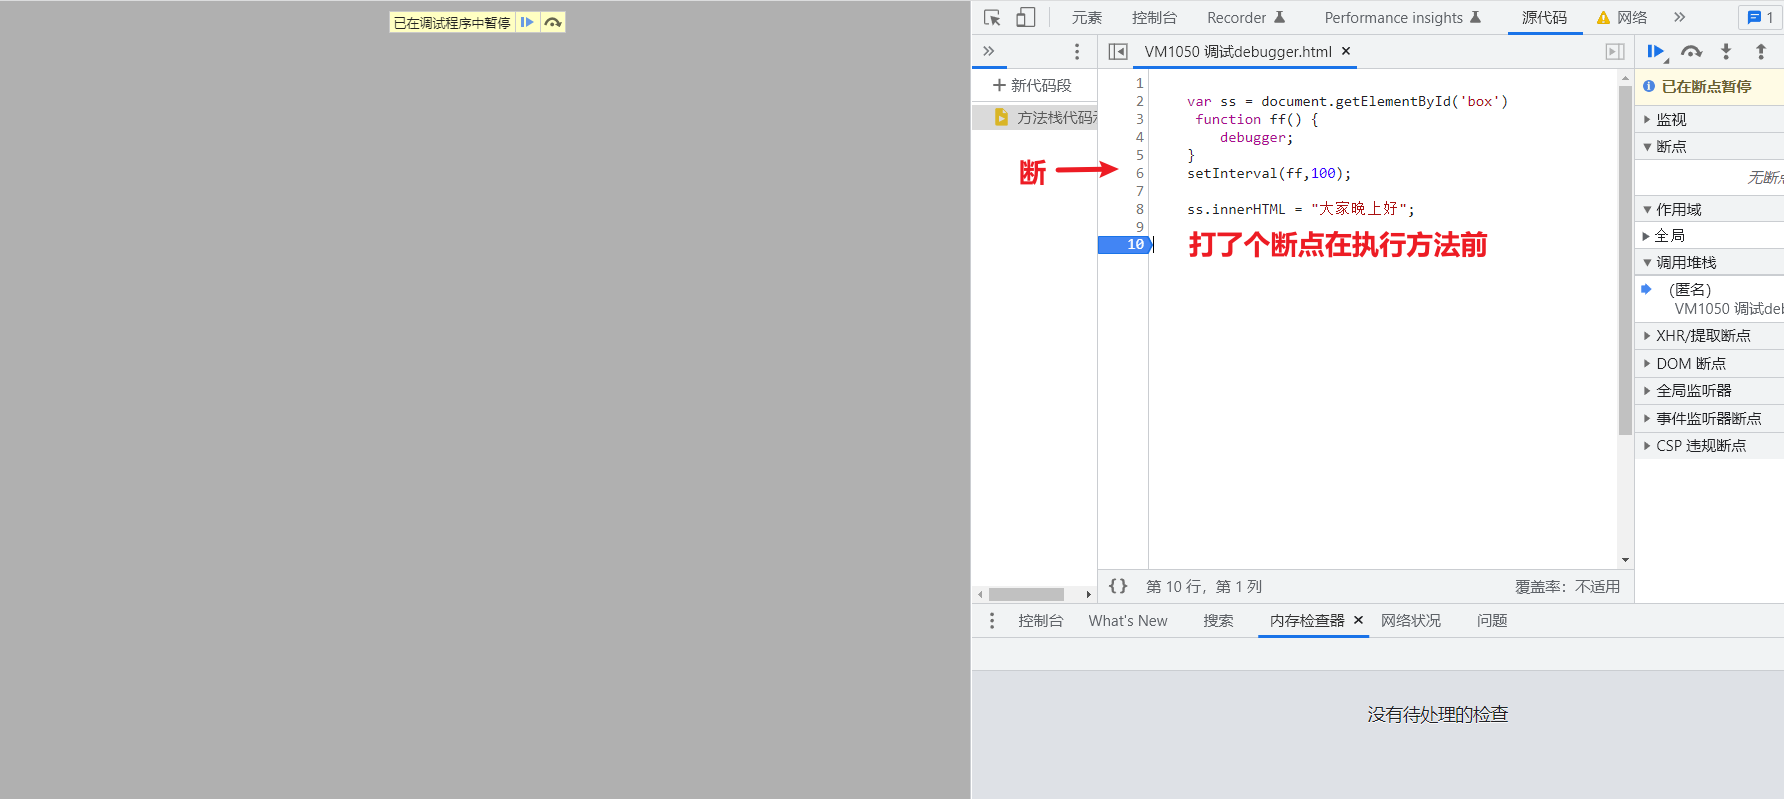 已在调试程序中暂停
元素 控制台 Recorder Performance insights 源代码 网络 1
VM1050 调试debugger.html
新代码段
方法栈代码
1
2 var ss = document.getElementById('box')
3 function ff() {
4 debugger;
5 }
6 setInterval(ff,100);
7
8 ss.innerHTML = "大家晚上好";
9
10
断
打了个断点在执行方法前
第 10 行，第 1 列 覆盖率：不适用
已在断点暂停
监视
断点
无断
作用域
全局
调用堆栈
(匿名)
VM1050 调试deb
XHR/提取断点
DOM 断点
全局监听器
事件监听器断点
CSP 违规断点
控制台 What's New 搜索 内存检查器 网络状况 问题
没有待处理的检查